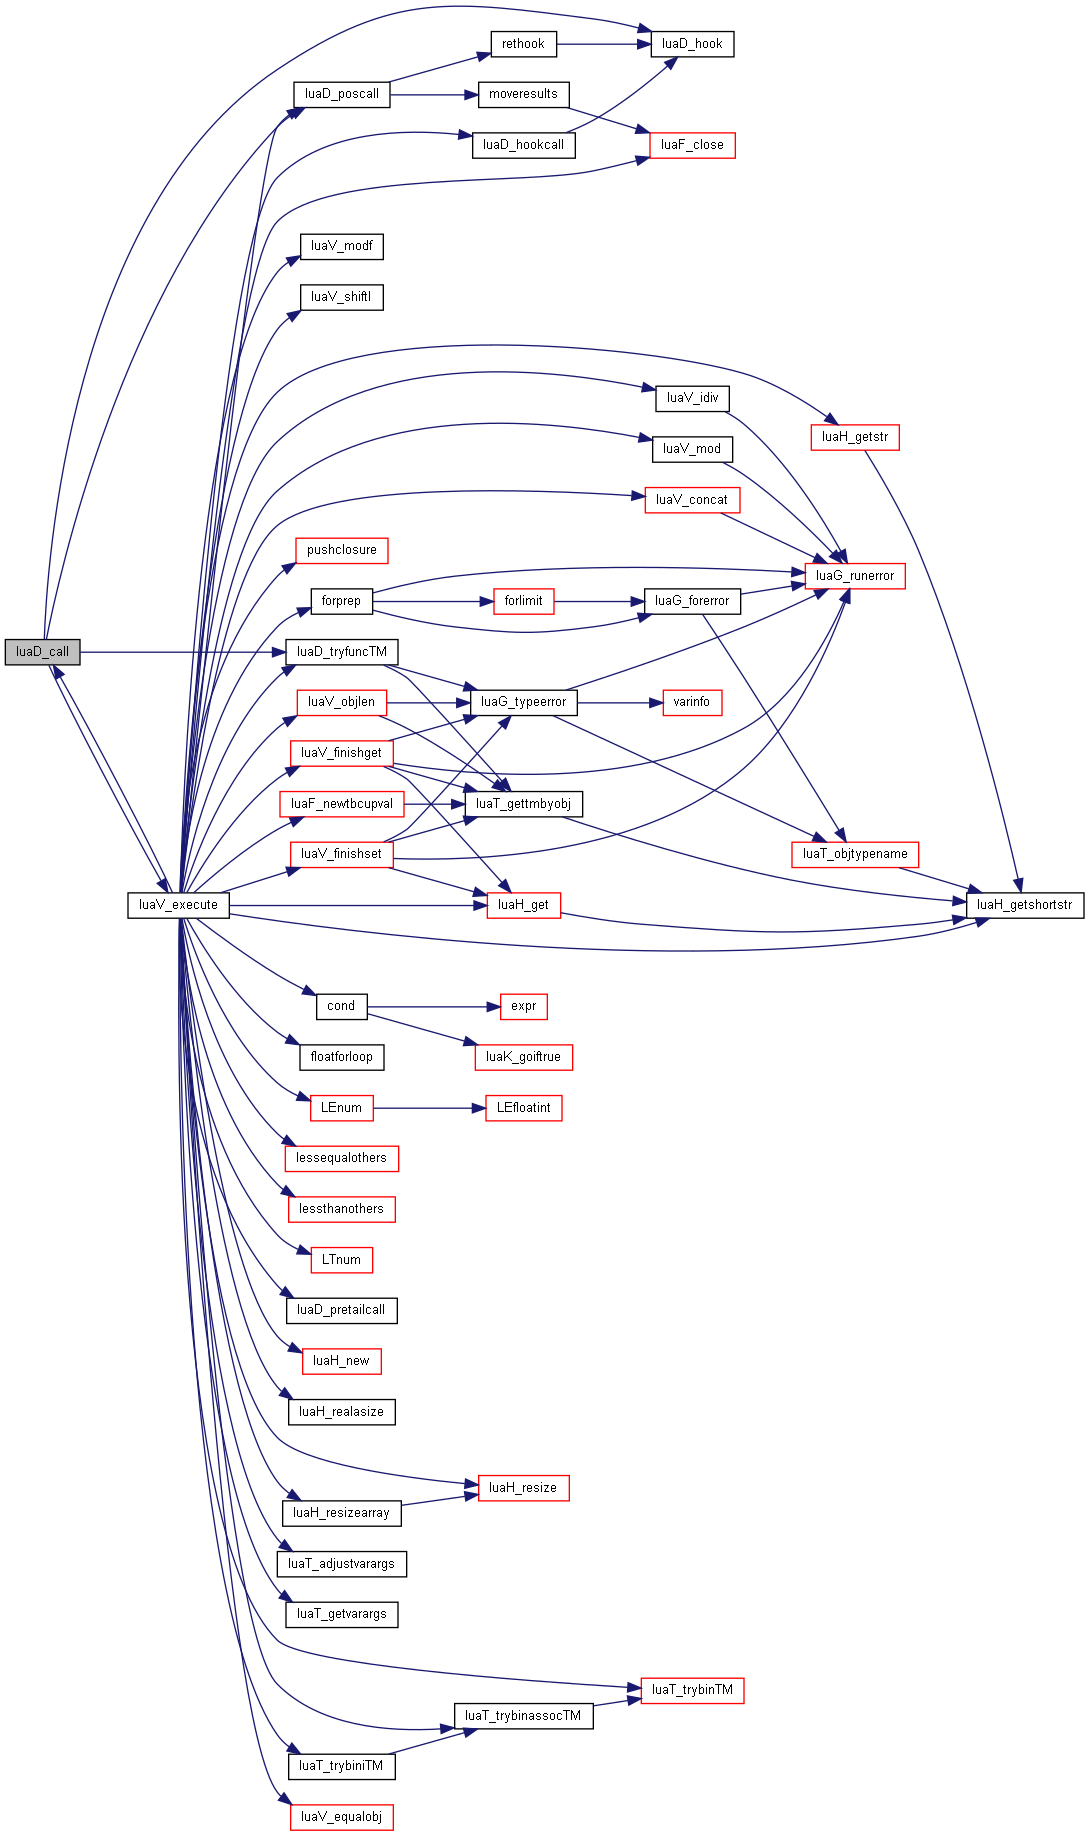 rethook
luaD_hook
luaD_poscall
moveresults
luaD_hookcall
luaF_close
luaV_modf
luaV_shiftl
luaV_idiv
luaH_getstr
luaV_mod
luaV_concat
pushclosure
luaG_runerror
forprep
forlimit
luaG_forerror
luaD_call
luaD_tryfuncTM
luaV_objlen
luaG_typeerror
varinfo
luaV_finishget
luaF_newtbcupval
luaT_gettmbyobj
luaV_finishset
luaT_objtypename
luaV_execute
luaH_get
luaH_getshortstr
cond
expr
floatforloop
luaK_goiftrue
LEnum
LEfloatint
lessequalothers
lessthanothers
LTnum
luaD_pretailcall
luaH_new
luaH_realasize
luaH_resize
luaH_resizearray
luaT_adjustvarargs
luaT_getvarargs
luaT_trybinTM
luaT_trybinassocTM
luaT_trybiniTM
luaV_equalobj